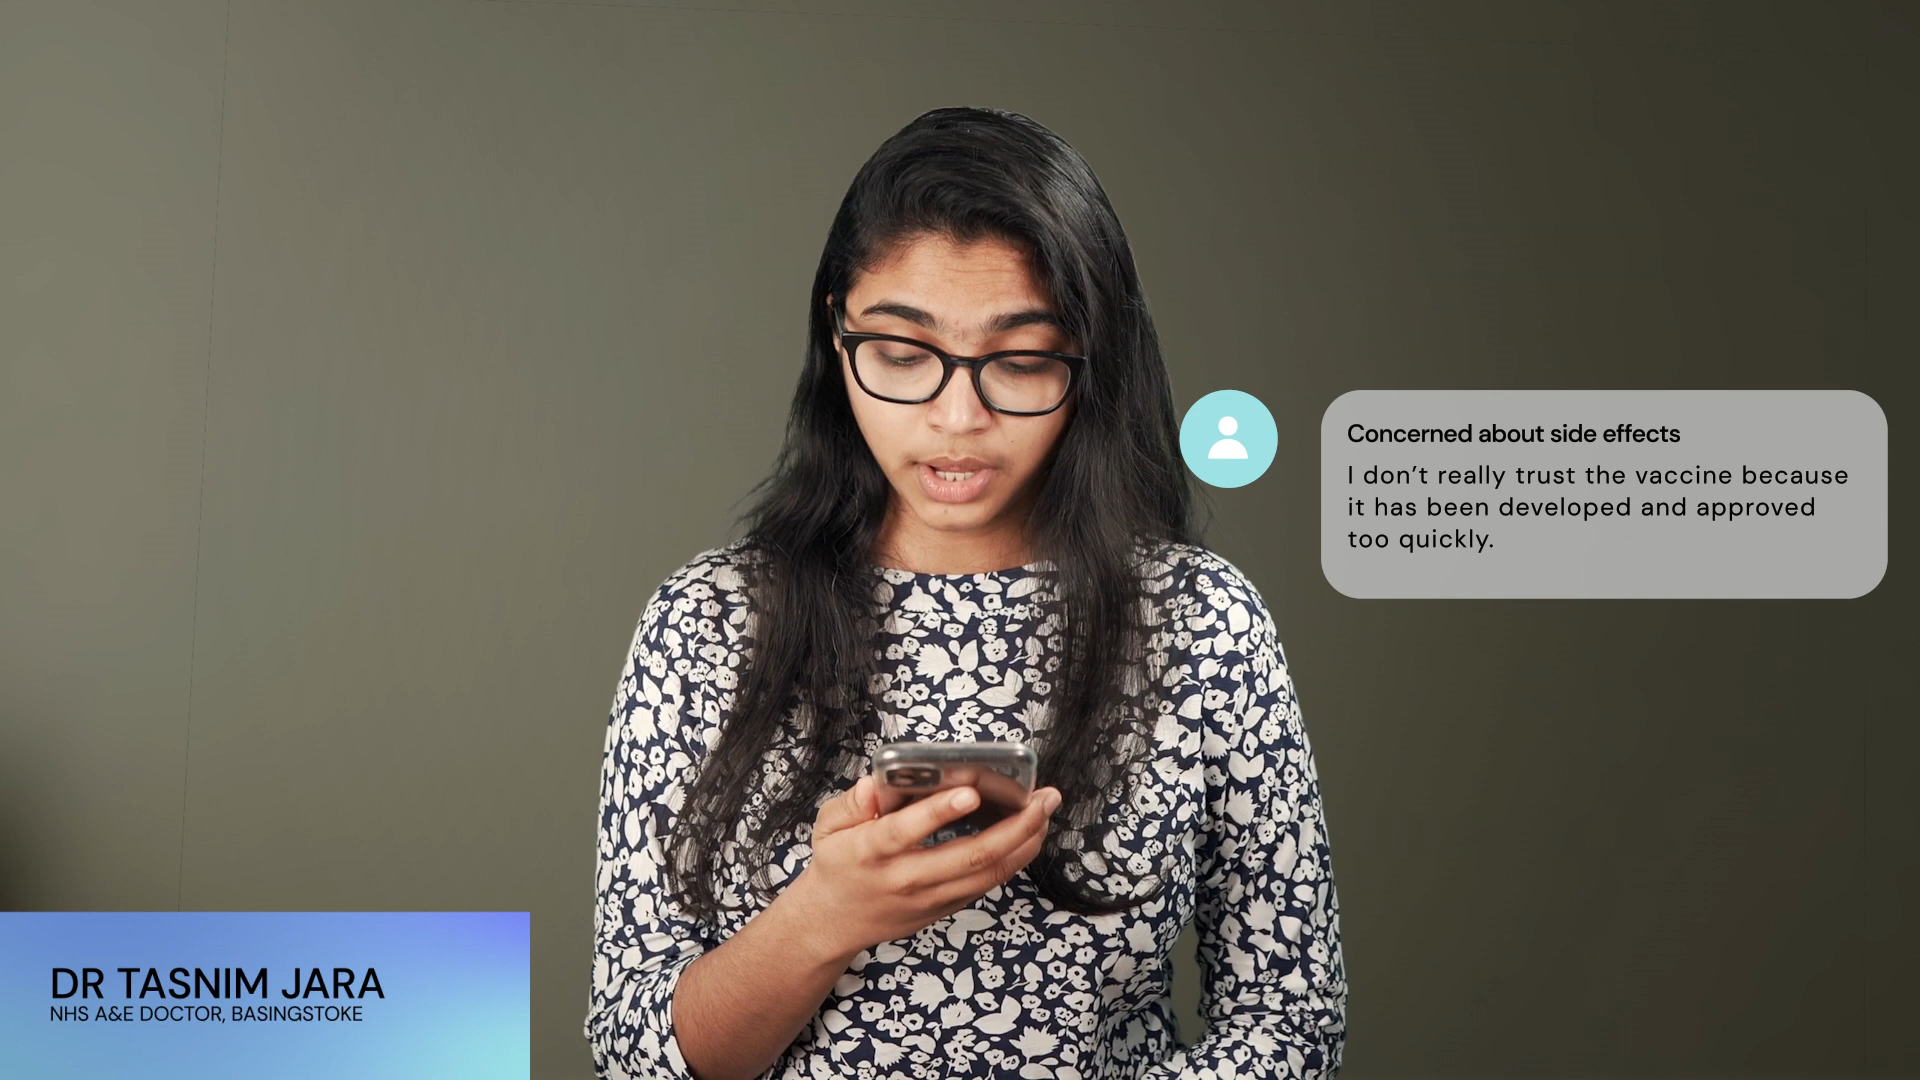 Concerned about side effects
I don’t really trust the vaccine because
it has been developed and approved
too quickly.
DR TASNIM JARA
NHS A&E DOCTOR, BASINGSTOKE